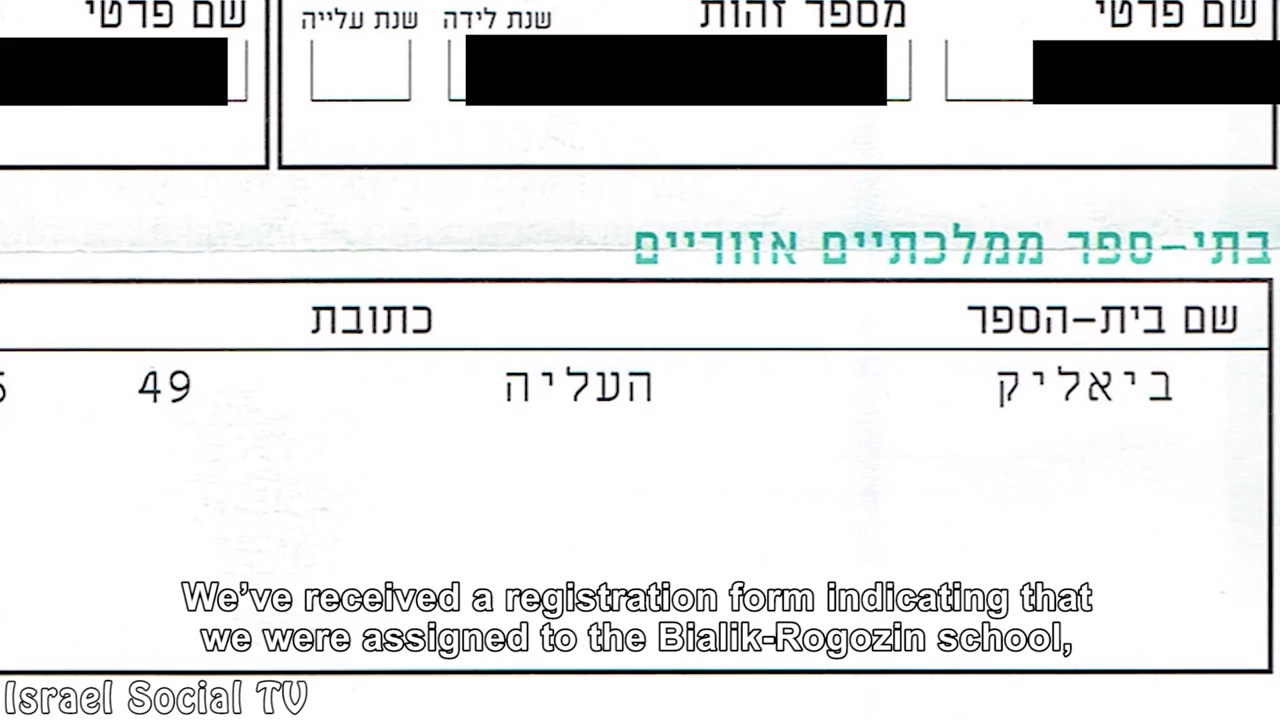 שם פרטי מספר זהות שנת לידה שנת עלייה שם פרטי
בתי-ספר ממלכתיים אזוריים
שם בית-הספר כתובת
ביאליק העליה 49
We've received a registration form indicating that
we were assigned to the Bialik-Rogozin school,
Israel Social TV